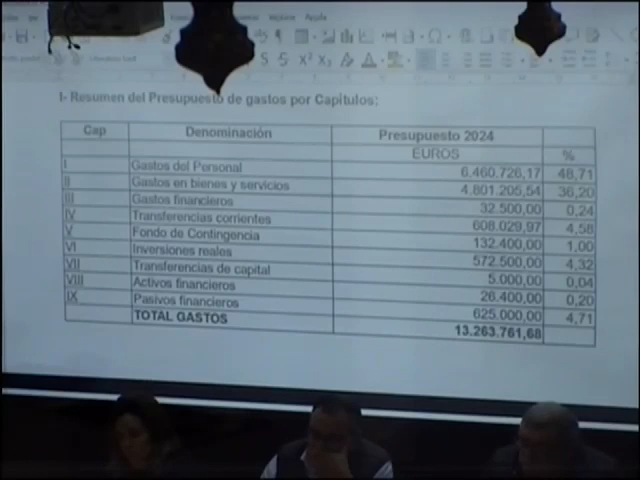 Ayuda
I- Resumen del Presupuesto de gastos por Capítulos:
Cap Denominación Presupuesto 2024
EUROS %
I Gastos del Personal 6.460.726,17 48,71
II Gastos en bienes y servicios 4.801.205,54 36,20
III Gastos financieros 32.500,00 0,24
IV Transferencias corrientes 608.029,97 4,58
V Fondo de Contingencia 132.400,00 1,00
VI Inversiones reales 572.500,00 4,32
VII Transferencias de capital 5.000,00 0,04
VIII Activos financieros 26.400,00 0,20
IX Pasivos financieros 625.000,00 4,71
TOTAL GASTOS 13.263.761,68